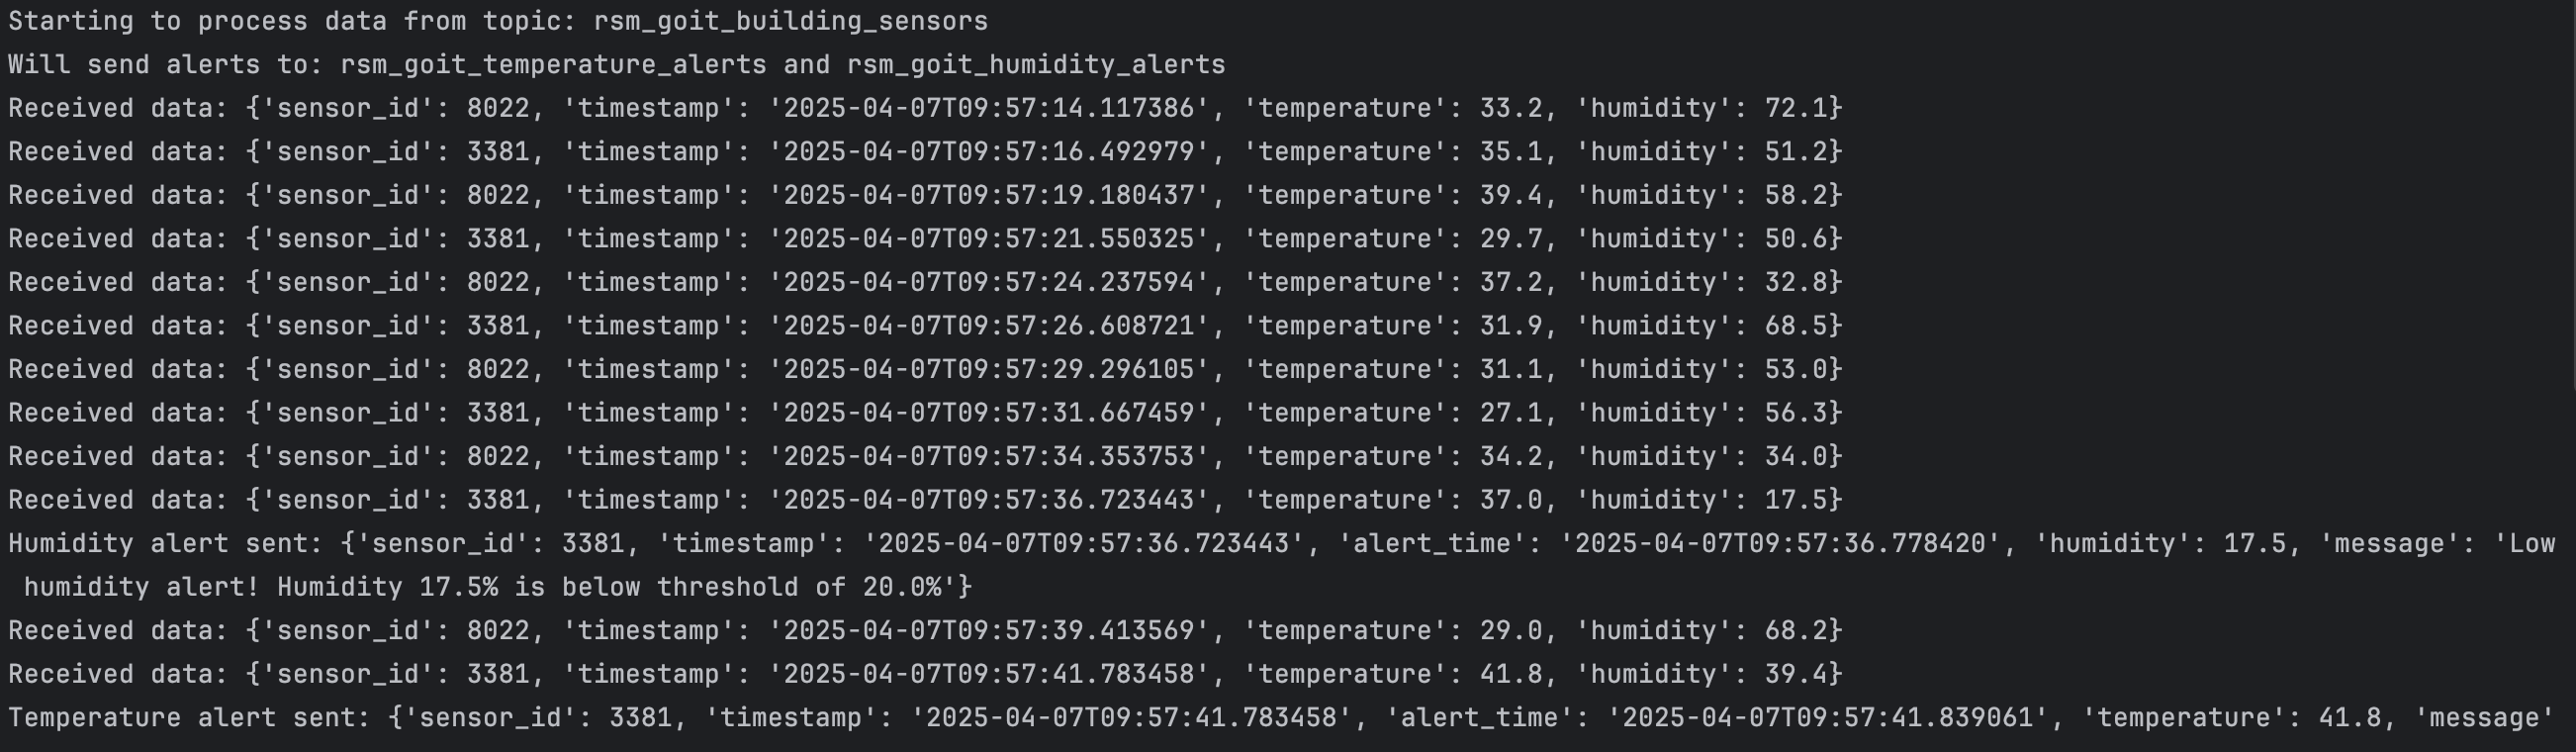 Starting to process data from topic: rsm_goit_building_sensors
Will send alerts to: rsm_goit_temperature_alerts and rsm_goit_humidity_alerts
Received data: {'sensor_id': 8022, 'timestamp': '2025-04-07T09:57:14.117386', 'temperature': 33.2, 'humidity': 72.1}
Received data: {'sensor_id': 3381, 'timestamp': '2025-04-07T09:57:16.492979', 'temperature': 35.1, 'humidity': 51.2}
Received data: {'sensor_id': 8022, 'timestamp': '2025-04-07T09:57:19.180437', 'temperature': 39.4, 'humidity': 58.2}
Received data: {'sensor_id': 3381, 'timestamp': '2025-04-07T09:57:21.550325', 'temperature': 29.7, 'humidity': 50.6}
Received data: {'sensor_id': 8022, 'timestamp': '2025-04-07T09:57:24.237594', 'temperature': 37.2, 'humidity': 32.8}
Received data: {'sensor_id': 3381, 'timestamp': '2025-04-07T09:57:26.608721', 'temperature': 31.9, 'humidity': 68.5}
Received data: {'sensor_id': 8022, 'timestamp': '2025-04-07T09:57:29.296105', 'temperature': 31.1, 'humidity': 53.0}
Received data: {'sensor_id': 3381, 'timestamp': '2025-04-07T09:57:31.667459', 'temperature': 27.1, 'humidity': 56.3}
Received data: {'sensor_id': 8022, 'timestamp': '2025-04-07T09:57:34.353753', 'temperature': 34.2, 'humidity': 34.0}
Received data: {'sensor_id': 3381, 'timestamp': '2025-04-07T09:57:36.723443', 'temperature': 37.0, 'humidity': 17.5}
Humidity alert sent: {'sensor_id': 3381, 'timestamp': '2025-04-07T09:57:36.723443', 'alert_time': '2025-04-07T09:57:36.778420', 'humidity': 17.5, 'message': 'Low
 humidity alert! Humidity 17.5% is below threshold of 20.0%'}
Received data: {'sensor_id': 8022, 'timestamp': '2025-04-07T09:57:39.413569', 'temperature': 29.0, 'humidity': 68.2}
Received data: {'sensor_id': 3381, 'timestamp': '2025-04-07T09:57:41.783458', 'temperature': 41.8, 'humidity': 39.4}
Temperature alert sent: {'sensor_id': 3381, 'timestamp': '2025-04-07T09:57:41.783458', 'alert_time': '2025-04-07T09:57:41.839061', 'temperature': 41.8, 'message'